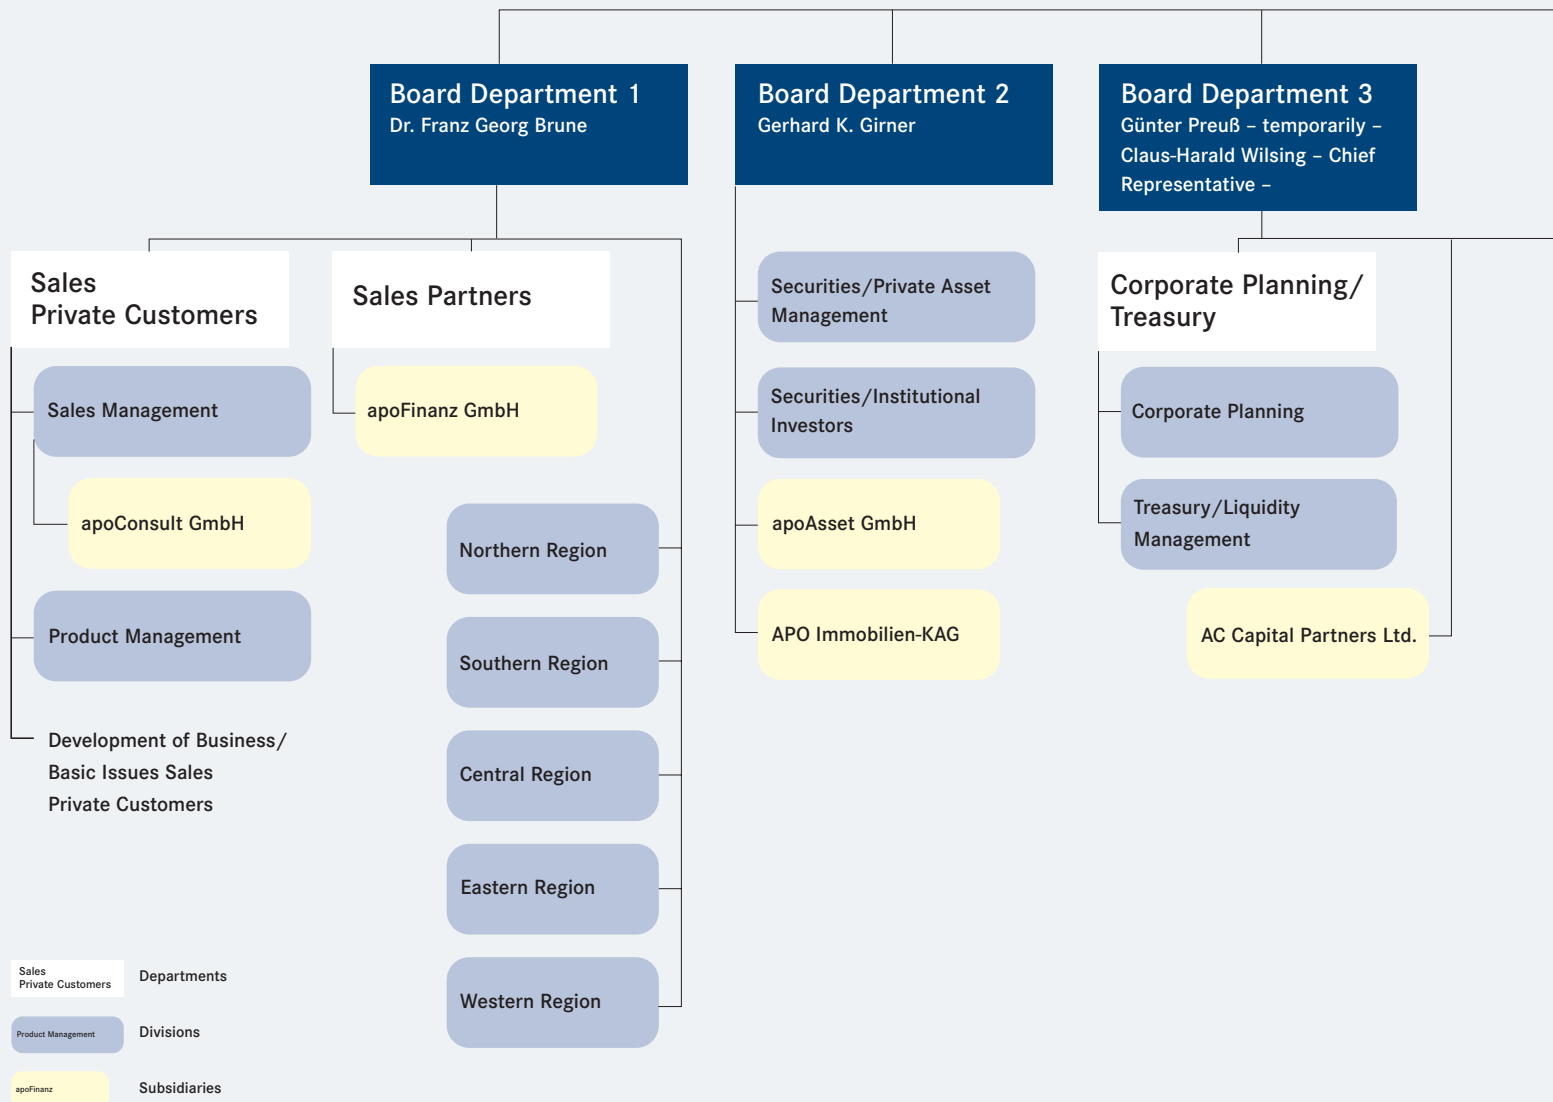 Board Department 1
Dr. Franz Georg Brune
Board Department 2
Gerhard K. Girner
Board Department 3
Günter Preuß – temporarily –
Claus-Harald Wilsing – Chief
Representative –
Sales
Private Customers
Sales Management
apoConsult GmbH
Product Management
Development of Business/
Basic Issues Sales
Private Customers
Sales Partners
apoFinanz GmbH
Northern Region
Southern Region
Central Region
Eastern Region
Western Region
Securities/Private Asset
Management
Securities/Institutional
Investors
apoAsset GmbH
APO Immobilien-KAG
Corporate Planning/
Treasury
Corporate Planning
Treasury/Liquidity
Management
AC Capital Partners Ltd.
Sales
Private Customers
Departments
Product Management
Divisions
apoFinanz
Subsidiaries